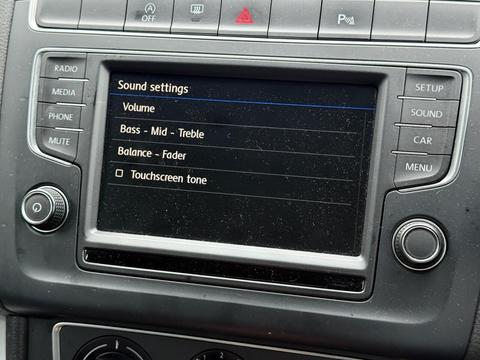 OFF
P
RADIO
MEDIA
PHONE
MUTE
Sound settings
Volume
Bass - Mid - Treble
Balance - Fader
Touchscreen tone
SETUP
SOUND
CAR
MENU